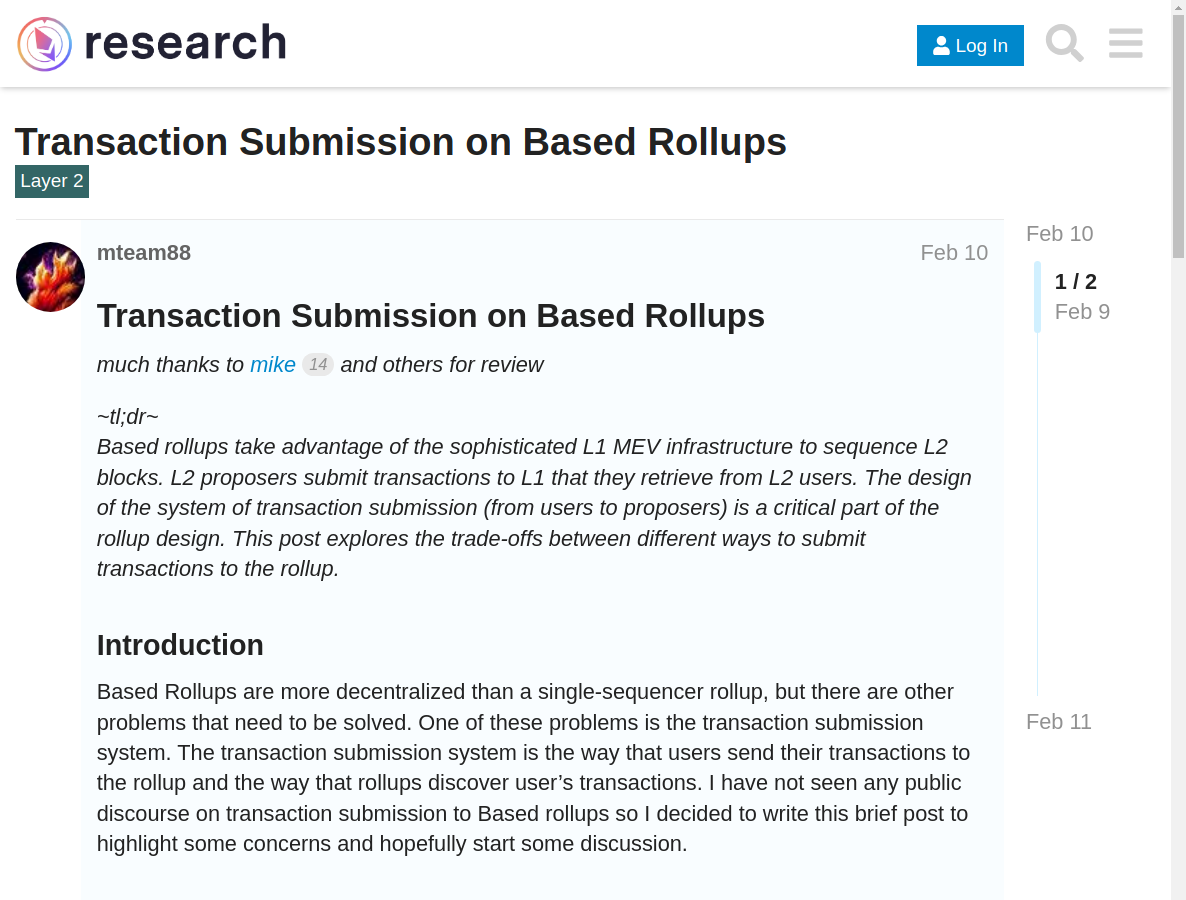 research
Log In
Transaction Submission on Based Rollups
Layer 2
mteam88
Feb 10
Transaction Submission on Based Rollups
much thanks to mike 14 and others for review
~tl;dr~
Based rollups take advantage of the sophisticated L1 MEV infrastructure to sequence L2
blocks. L2 proposers submit transactions to L1 that they retrieve from L2 users. The design
of the system of transaction submission (from users to proposers) is a critical part of the
rollup design. This post explores the trade-offs between different ways to submit
transactions to the rollup.
Introduction
Based Rollups are more decentralized than a single-sequencer rollup, but there are other
problems that need to be solved. One of these problems is the transaction submission
system. The transaction submission system is the way that users send their transactions to
the rollup and the way that rollups discover user’s transactions. I have not seen any public
discourse on transaction submission to Based rollups so I decided to write this brief post to
highlight some concerns and hopefully start some discussion.
Feb 10
1 / 2
Feb 9
Feb 11